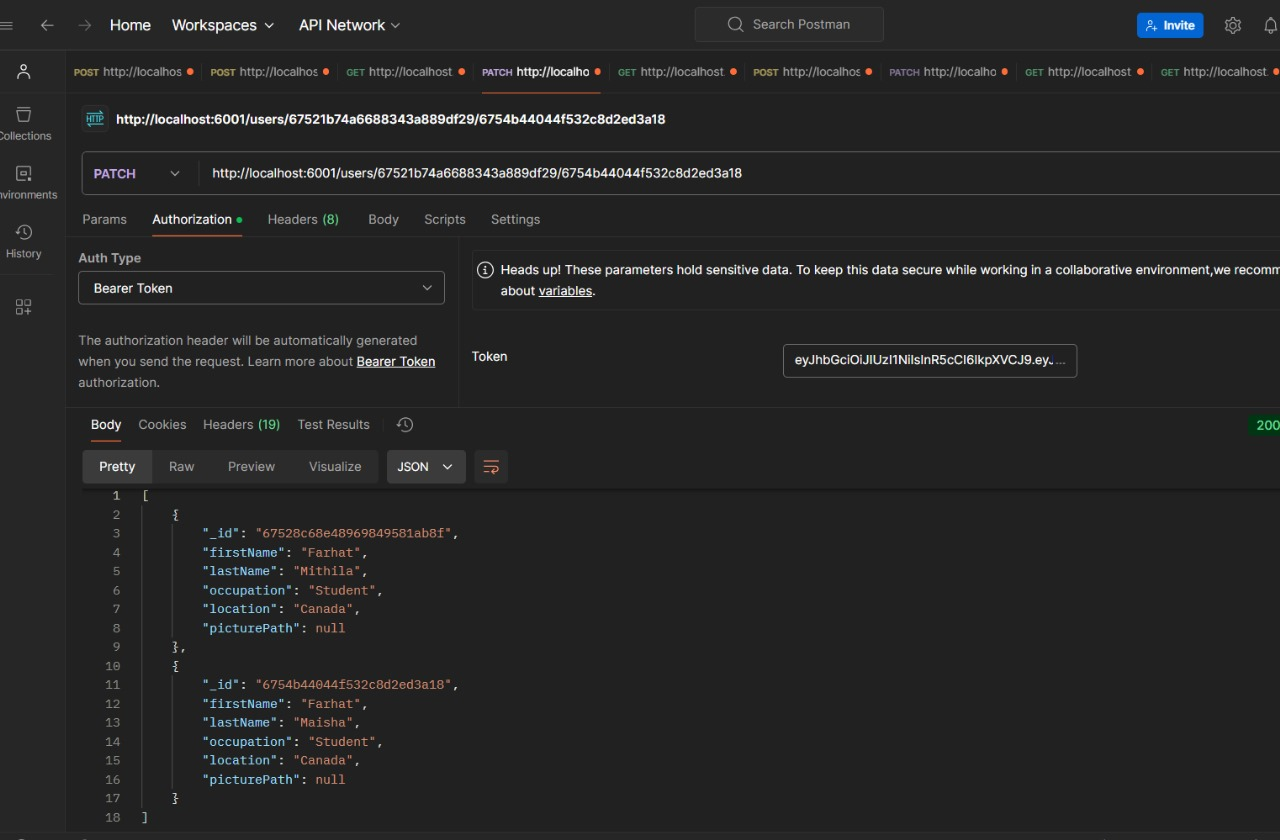 Home Workspaces API Network Search Postman Invite
POST http://localhos POST http://localhos GET http://localhost PATCH http://localho GET http://localhost. POST http://localhos PATCH http://localho GET http://localhost GET http://localhost.
HTTP http://localhost:6001/users/67521b74a6688343a889df29/6754b44044f532c8d2ed3a18
ollections
PATCH http://localhost:6001/users/67521b74a6688343a889df29/6754b44044f532c8d2ed3a18
nvironments
Params Authorization Headers (8) Body Scripts Settings
History
Auth Type
Bearer Token
Heads up! These parameters hold sensitive data. To keep this data secure while working in a collaborative environment,we recomm
about variables.
The authorization header will be automatically generated
when you send the request. Learn more about Bearer Token
authorization.
Token eyJhbGciOiJIUzI1NiIsInR5cCI6IkpXVCJ9.eyJ...
Body Cookies Headers (19) Test Results 200
Pretty Raw Preview Visualize JSON
1 [
2 {
3 "_id": "67528c68e48969849581ab8f",
4 "firstName": "Farhat",
5 "lastName": "Mithila",
6 "occupation": "Student",
7 "location": "Canada",
8 "picturePath": null
9 },
10 {
11 "_id": "6754b44044f532c8d2ed3a18",
12 "firstName": "Farhat",
13 "lastName": "Maisha",
14 "occupation": "Student",
15 "location": "Canada",
16 "picturePath": null
17 }
18 ]